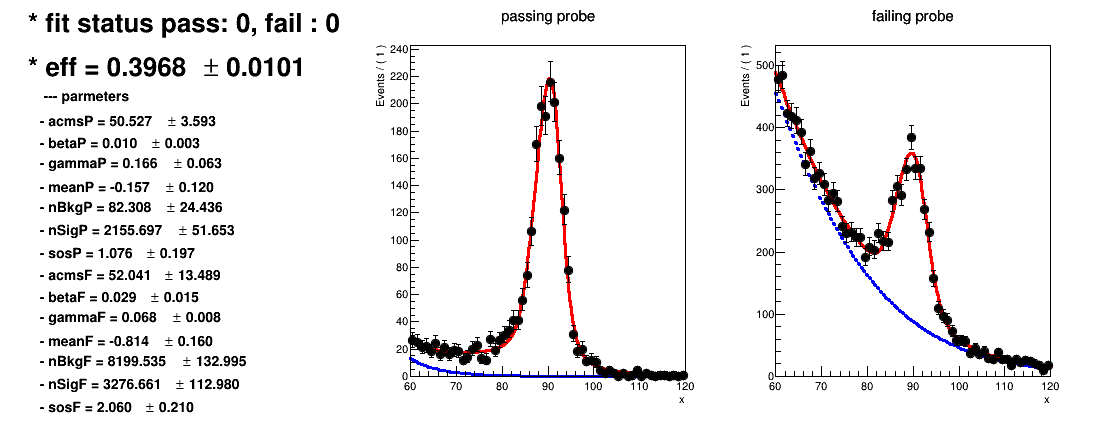 * fit status pass: 0, fail : 0
* eff = 0.3968 ± 0.0101
--- parmeters
- acmsP = 50.527 ± 3.593
- betaP = 0.010 ± 0.003
- gammaP = 0.166 ± 0.063
- meanP = -0.157 ± 0.120
- nBkgP = 82.308 ± 24.436
- nSigP = 2155.697 ± 51.653
- sosP = 1.076 ± 0.197
- acmsF = 52.041 ± 13.489
- betaF = 0.029 ± 0.015
- gammaF = 0.068 ± 0.008
- meanF = -0.814 ± 0.160
- nBkgF = 8199.535 ± 132.995
- nSigF = 3276.661 ± 112.980
- sosF = 2.060 ± 0.210
passing probe
Events / ( 1 )
240
220
200
180
160
140
120
100
80
60
40
20
0
60 70 80 90 100 110 120
x
failing probe
Events / ( 1 )
500
400
300
200
100
0
60 70 80 90 100 110 120
x